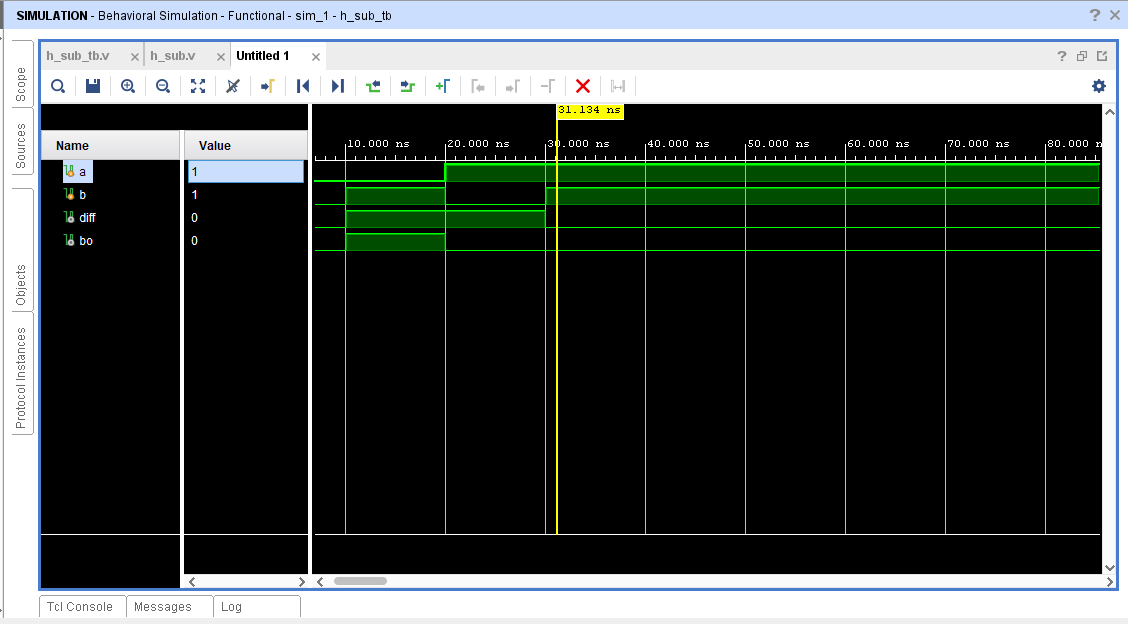 SIMULATION - Behavioral Simulation - Functional - sim_1 - h_sub_tb
? ×
Scope
Sources
Objects
Protocol Instances
h_sub_tb.v × h_sub.v × Untitled 1 ×
?
31.134 ns
Name Value
10.000 ns 20.000 ns 30.000 ns 40.000 ns 50.000 ns 60.000 ns 70.000 ns 80.000 n
a 1
b 1
diff 0
bo 0
Tcl Console Messages Log